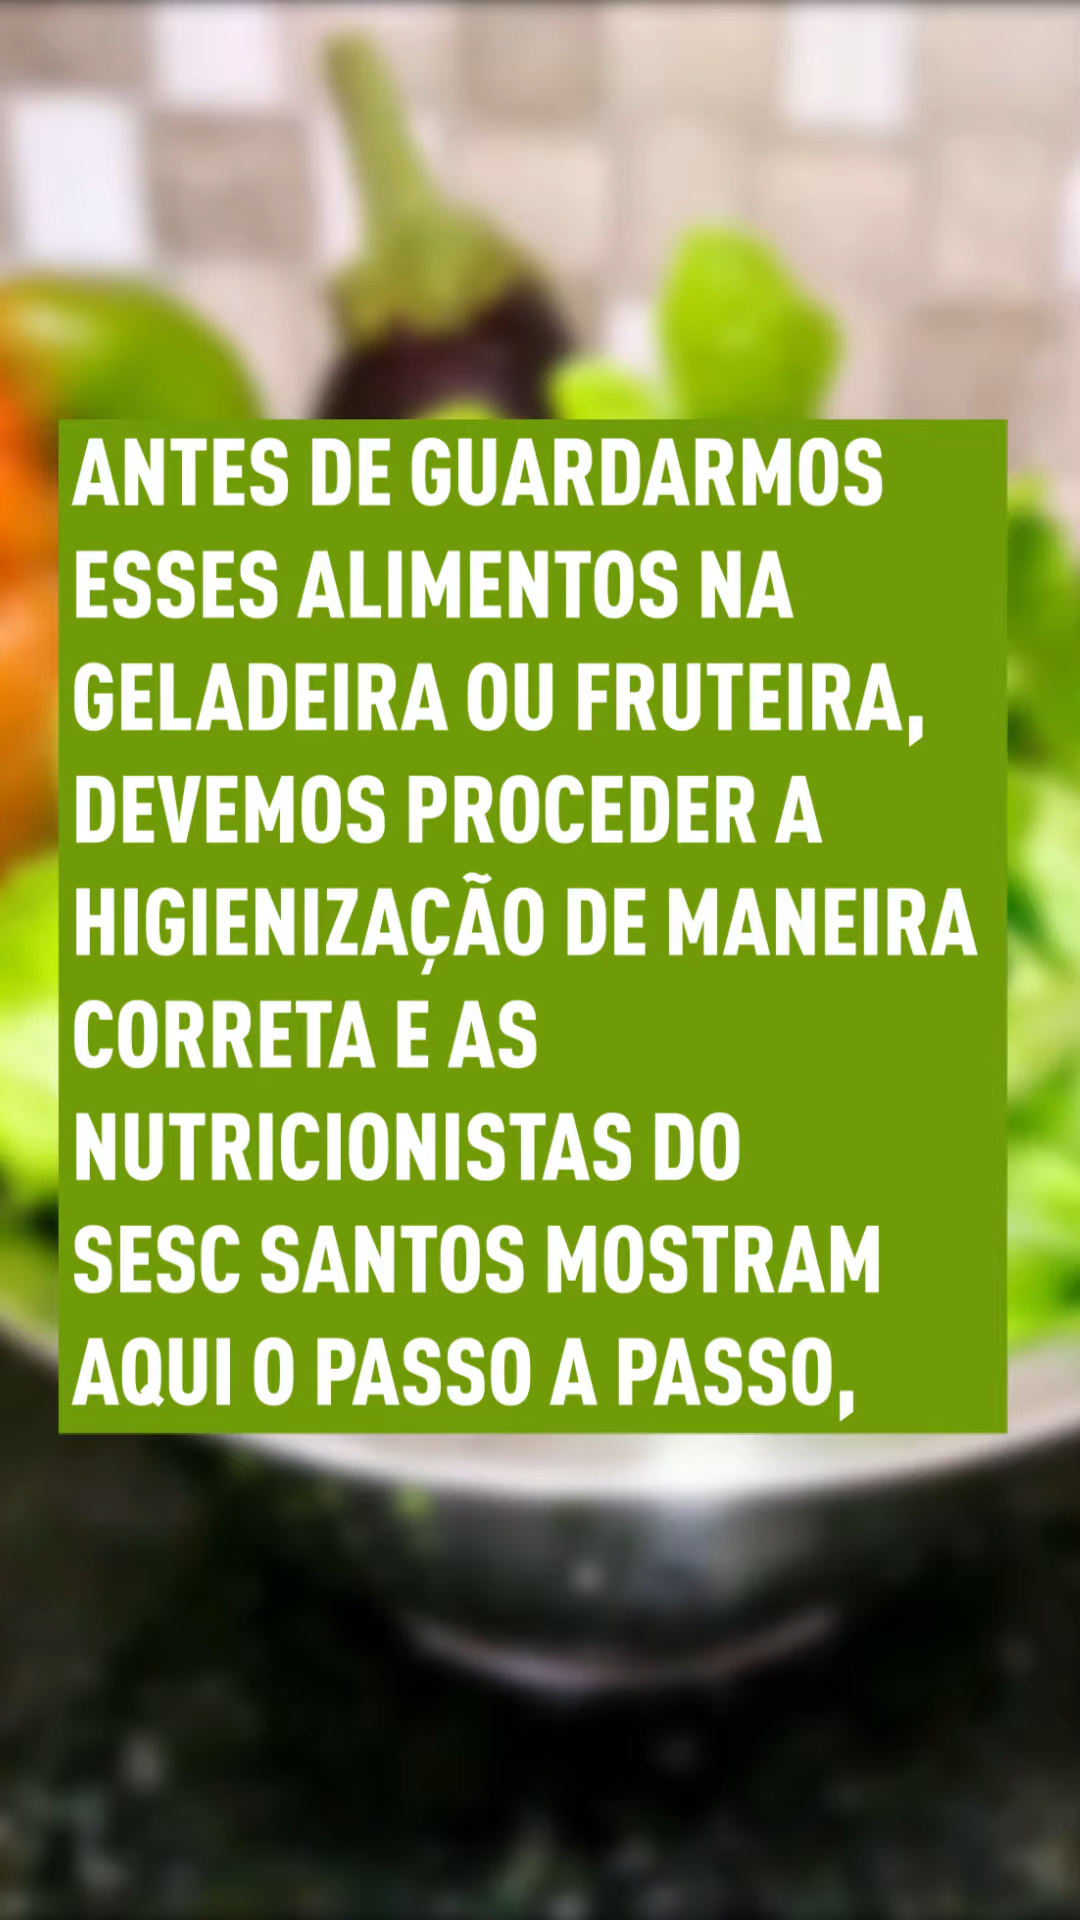 ANTES DE GUARDARMOS
ESSES ALIMENTOS NA
GELADEIRA OU FRUTEIRA,
DEVEMOS PROCEDER A
HIGIENIZAÇÃO DE MANEIRA
CORRETA E AS
NUTRICIONISTAS DO
SESC SANTOS MOSTRAM
AQUI O PASSO A PASSO,